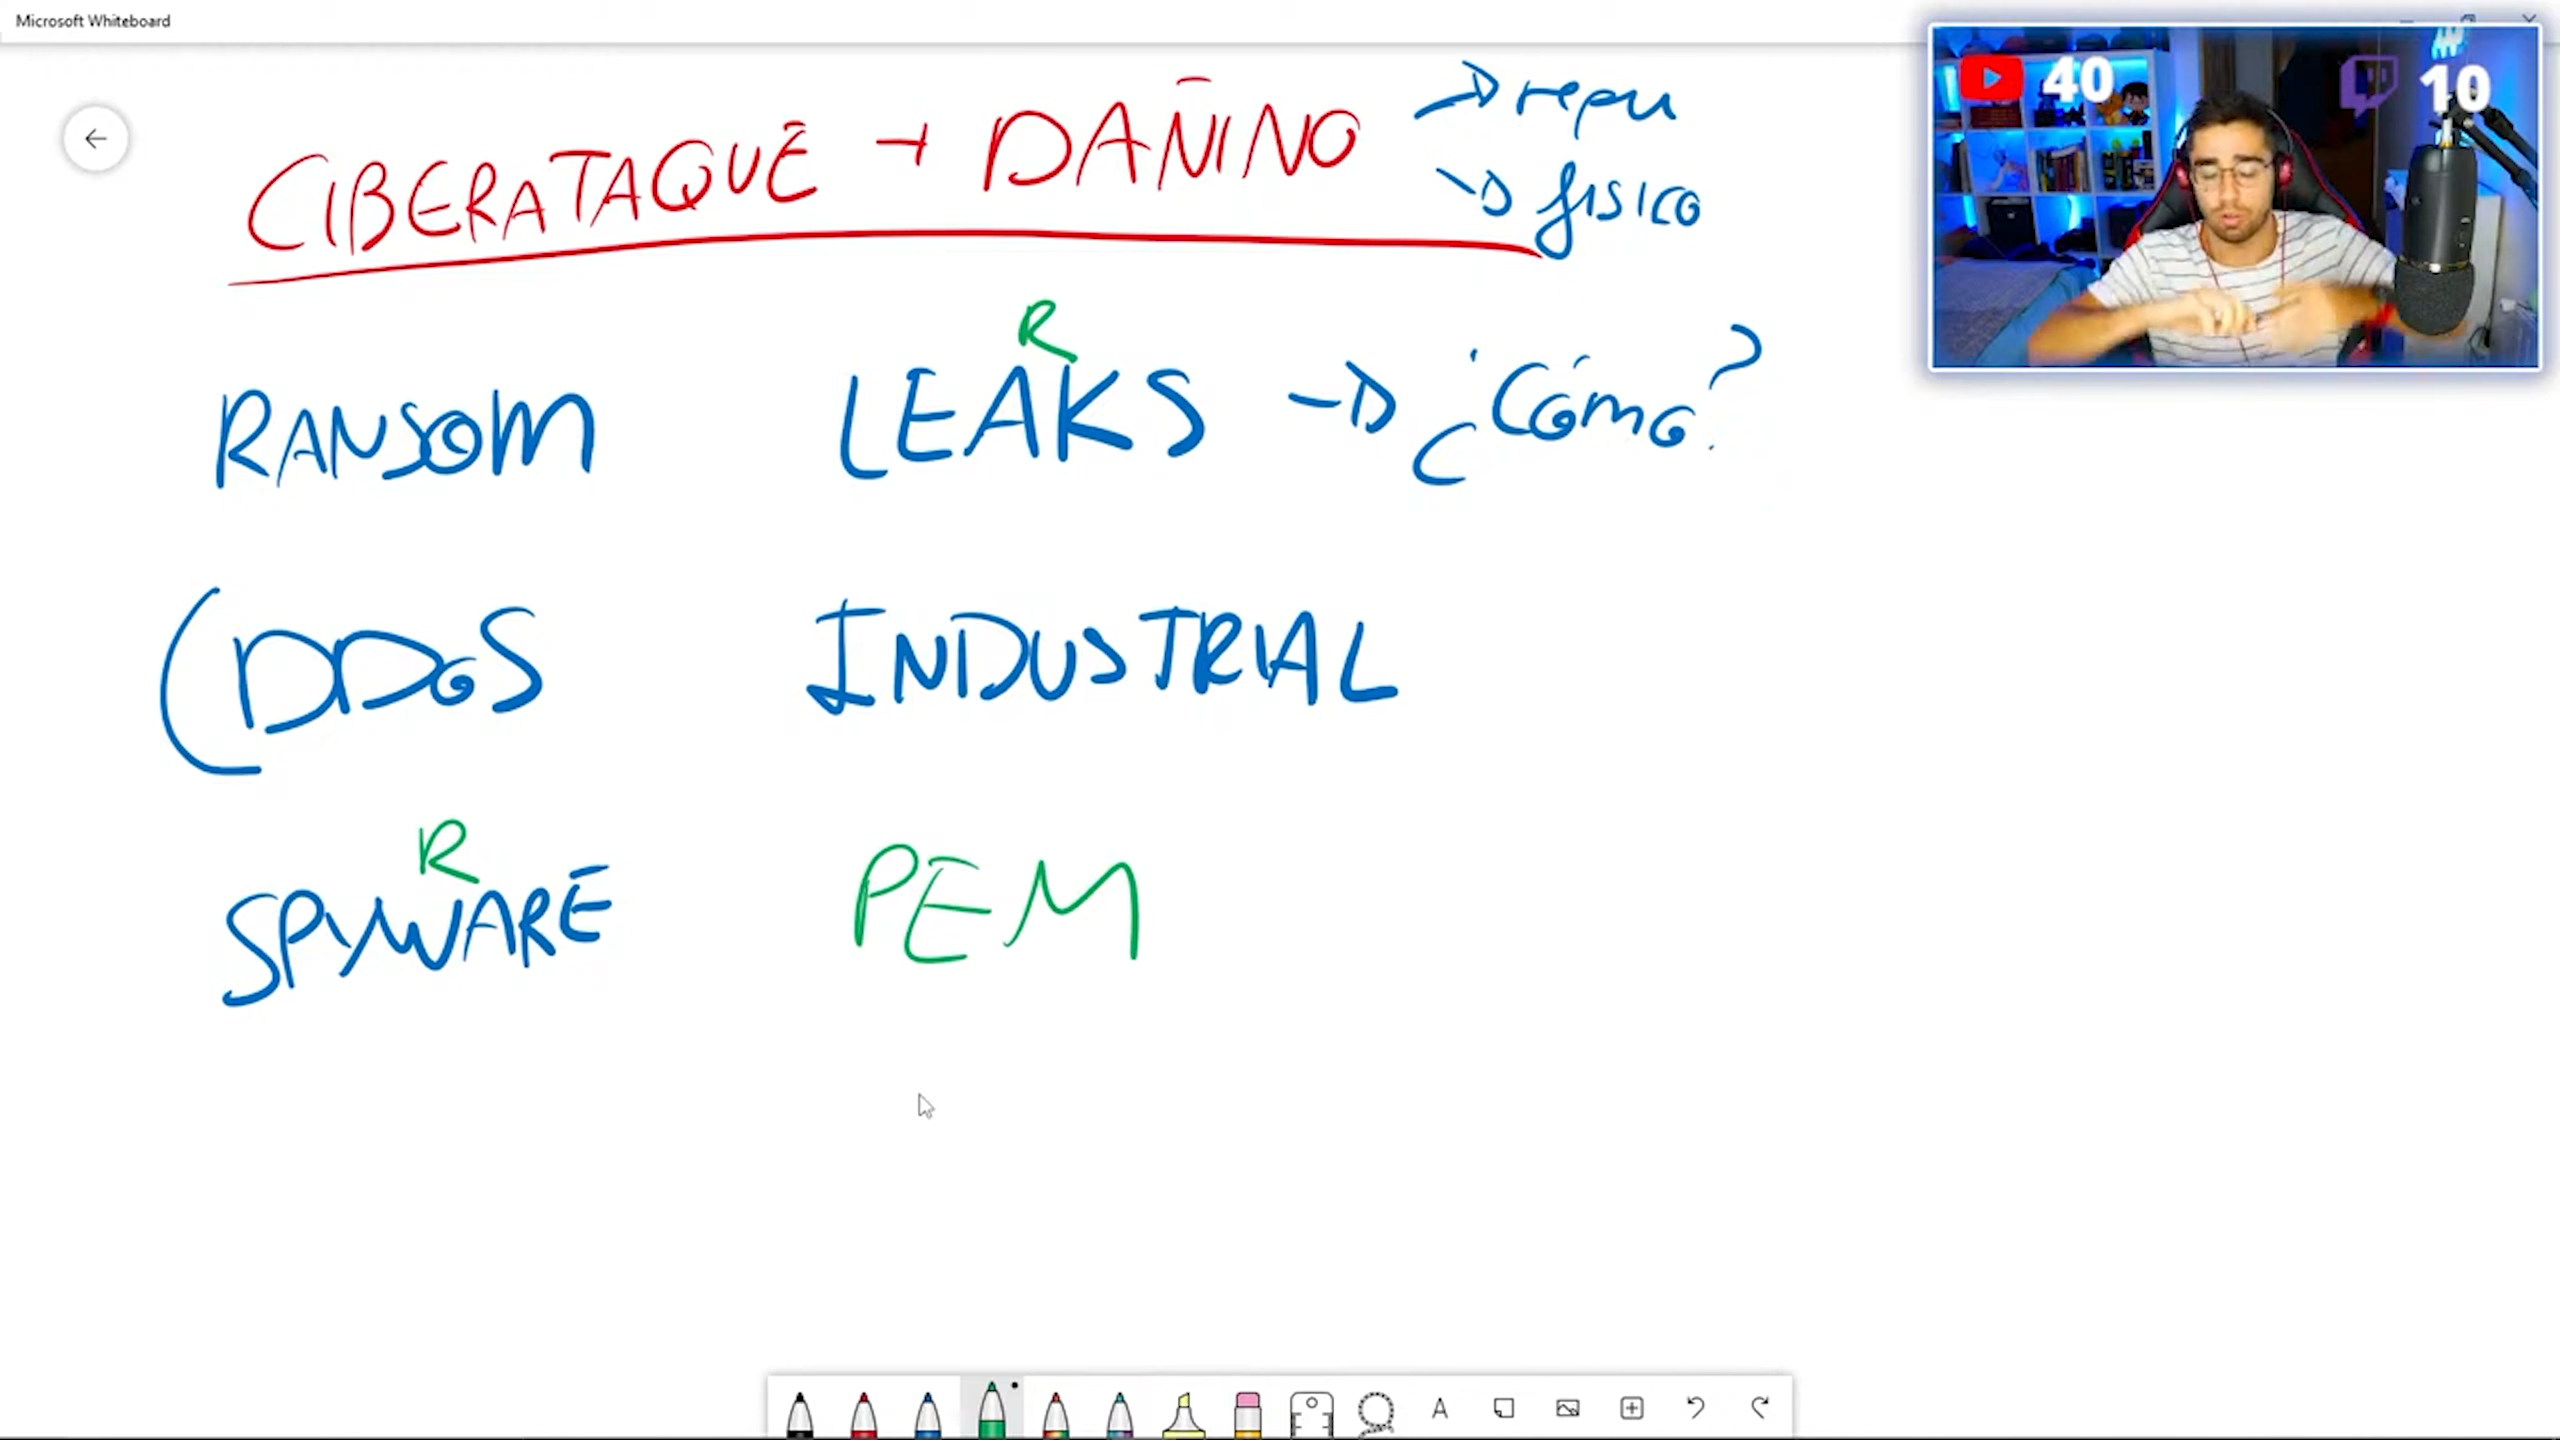 Microsoft Whiteboard
40 10
CIBERATAQUE + DAÑINO
→ repu
→ físico
R
RANSOM LEAKS → ¿Cómo?
(DDoS INDUSTRIAL
R
SPYWARE PEM
A